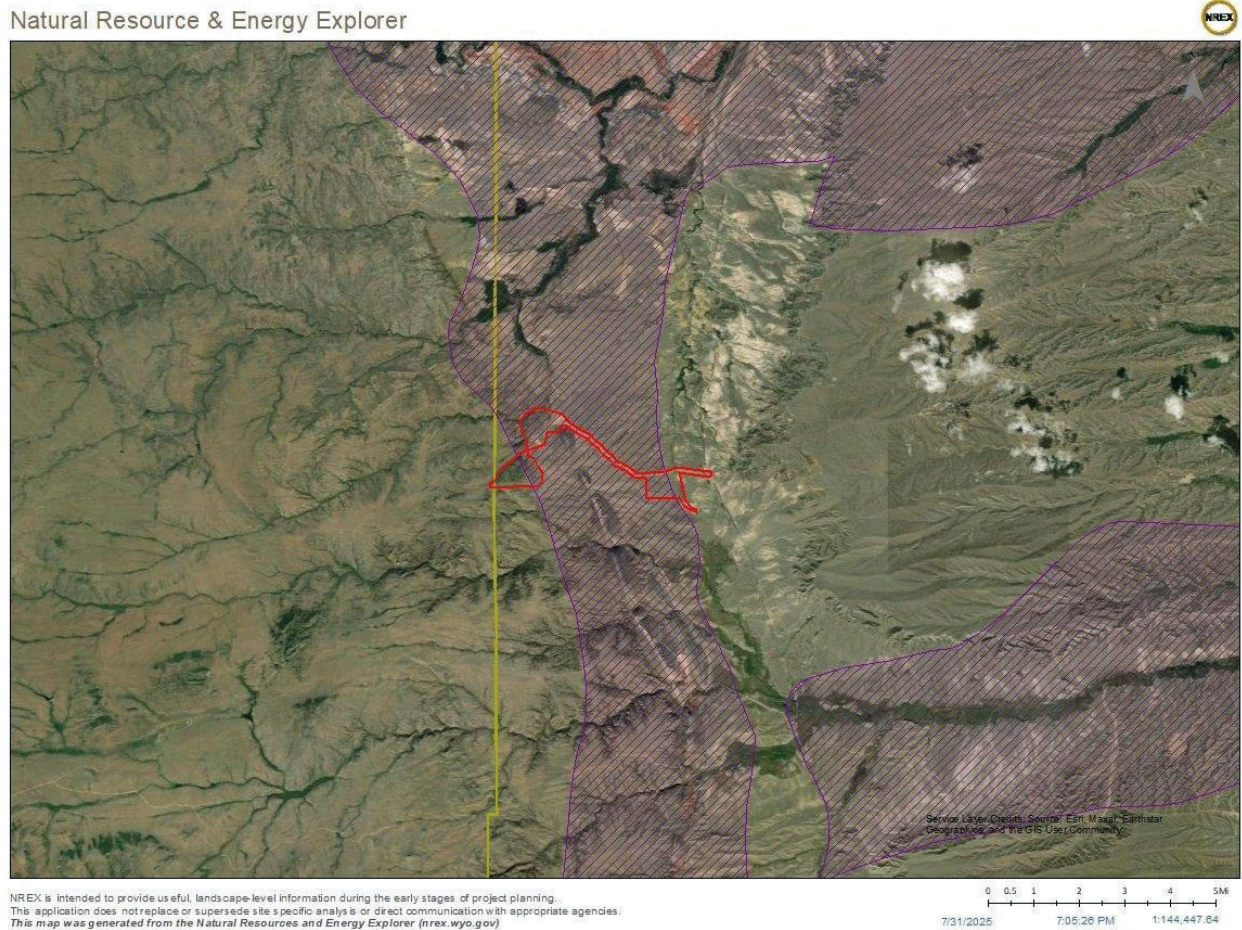 Natural Resource & Energy Explorer
NREX
Service Layer Credits: Source: Esri, Maxar, Earthstar
Geographics, and the GIS User Community
NREX is intended to provide useful, landscape-level information during the early stages of project planning.
This application does not replace or supersede site specific analysis or direct communication with appropriate agencies.
This map was generated from the Natural Resources and Energy Explorer (nrex.wyo.gov)
0 0.5 1 2 3 4 5Mi
7/31/2025 7:05:26 PM 1:144,447.64